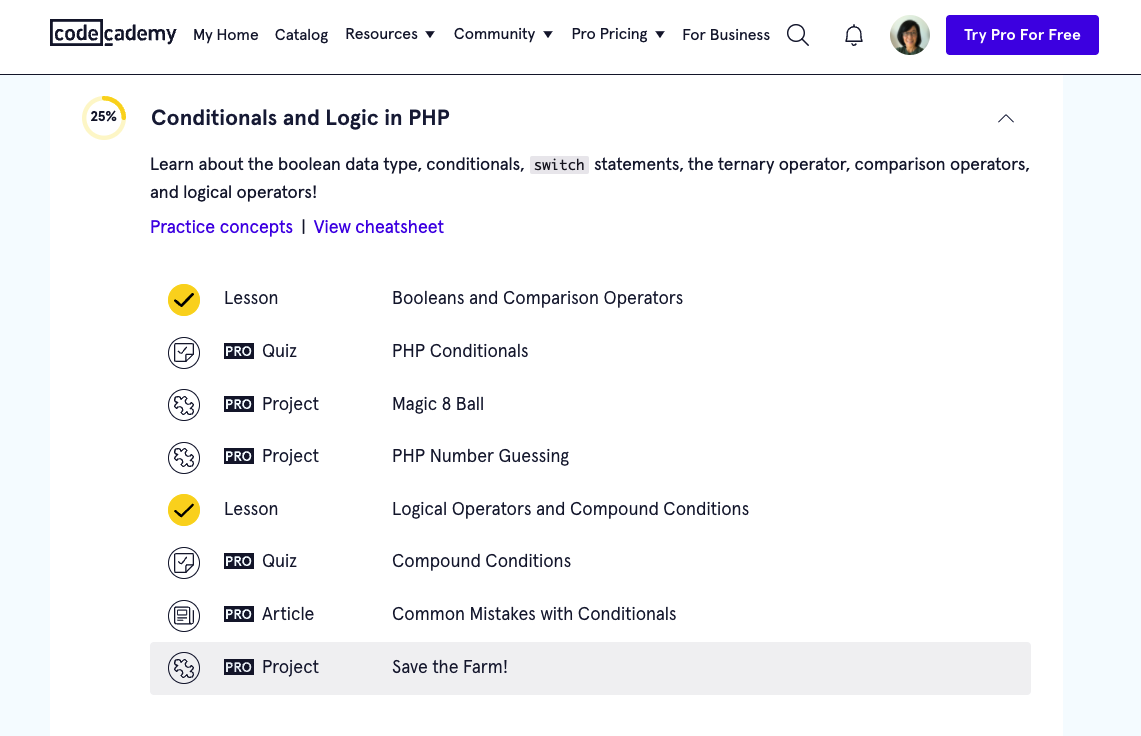 codecademy My Home Catalog Resources Community Pro Pricing For Business Try Pro For Free
25% Conditionals and Logic in PHP
Learn about the boolean data type, conditionals, switch statements, the ternary operator, comparison operators,
and logical operators!
Practice concepts | View cheatsheet
Lesson Booleans and Comparison Operators
PRO Quiz PHP Conditionals
PRO Project Magic 8 Ball
PRO Project PHP Number Guessing
Lesson Logical Operators and Compound Conditions
PRO Quiz Compound Conditions
PRO Article Common Mistakes with Conditionals
PRO Project Save the Farm!